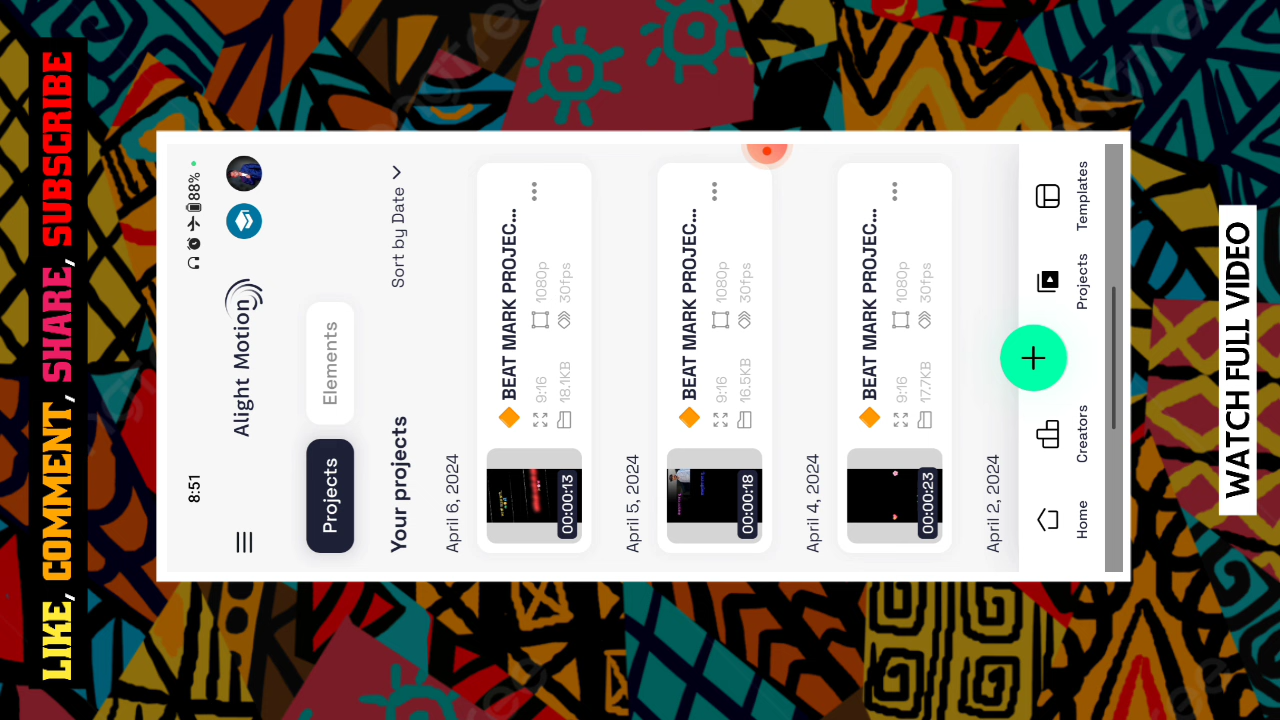 LIKE, COMMENT, SHARE, SUBSCRIBE
8:51
88%
Alight Motion
Projects
Elements
Your projects
Sort by Date
April 6, 2024
00:00:13
BEAT MARK PROJEC...
9:16
1080p
18.1KB
30fps
April 5, 2024
00:00:18
BEAT MARK PROJEC...
9:16
1080p
16.5KB
30fps
April 4, 2024
00:00:23
BEAT MARK PROJEC...
9:16
1080p
17.7KB
30fps
April 2, 2024
Home
Creators
Projects
Templates
WATCH FULL VIDEO